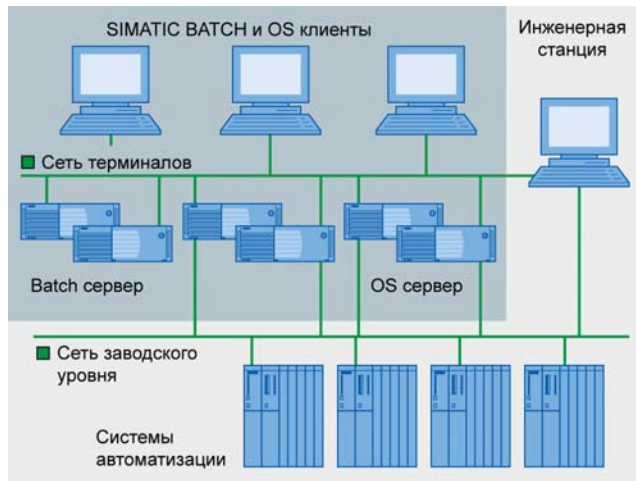 SIMATIC BATCH и OS клиенты
Инженерная
станция
Сеть терминалов
Batch сервер
OS сервер
Сеть заводского
уровня
Системы
автоматизации